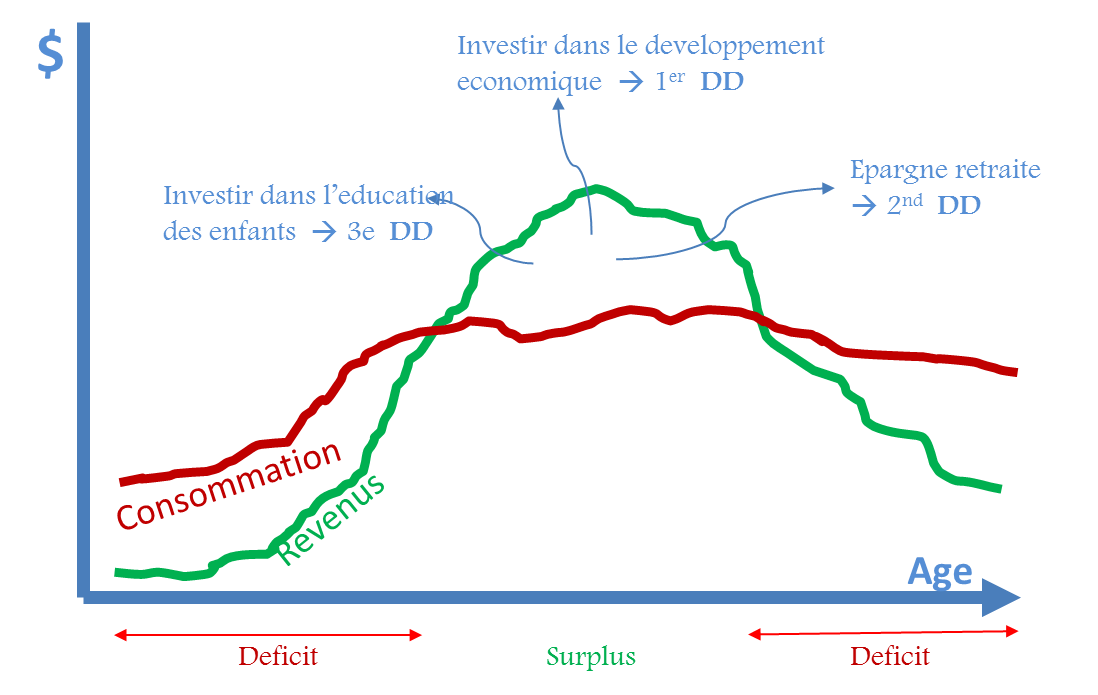 $
Investir dans le developpement
economique → 1er DD
Investir dans l’education
des enfants → 3e DD
Epargne retraite
→ 2nd DD
Consommation
Revenus
Age
Deficit
Surplus
Deficit